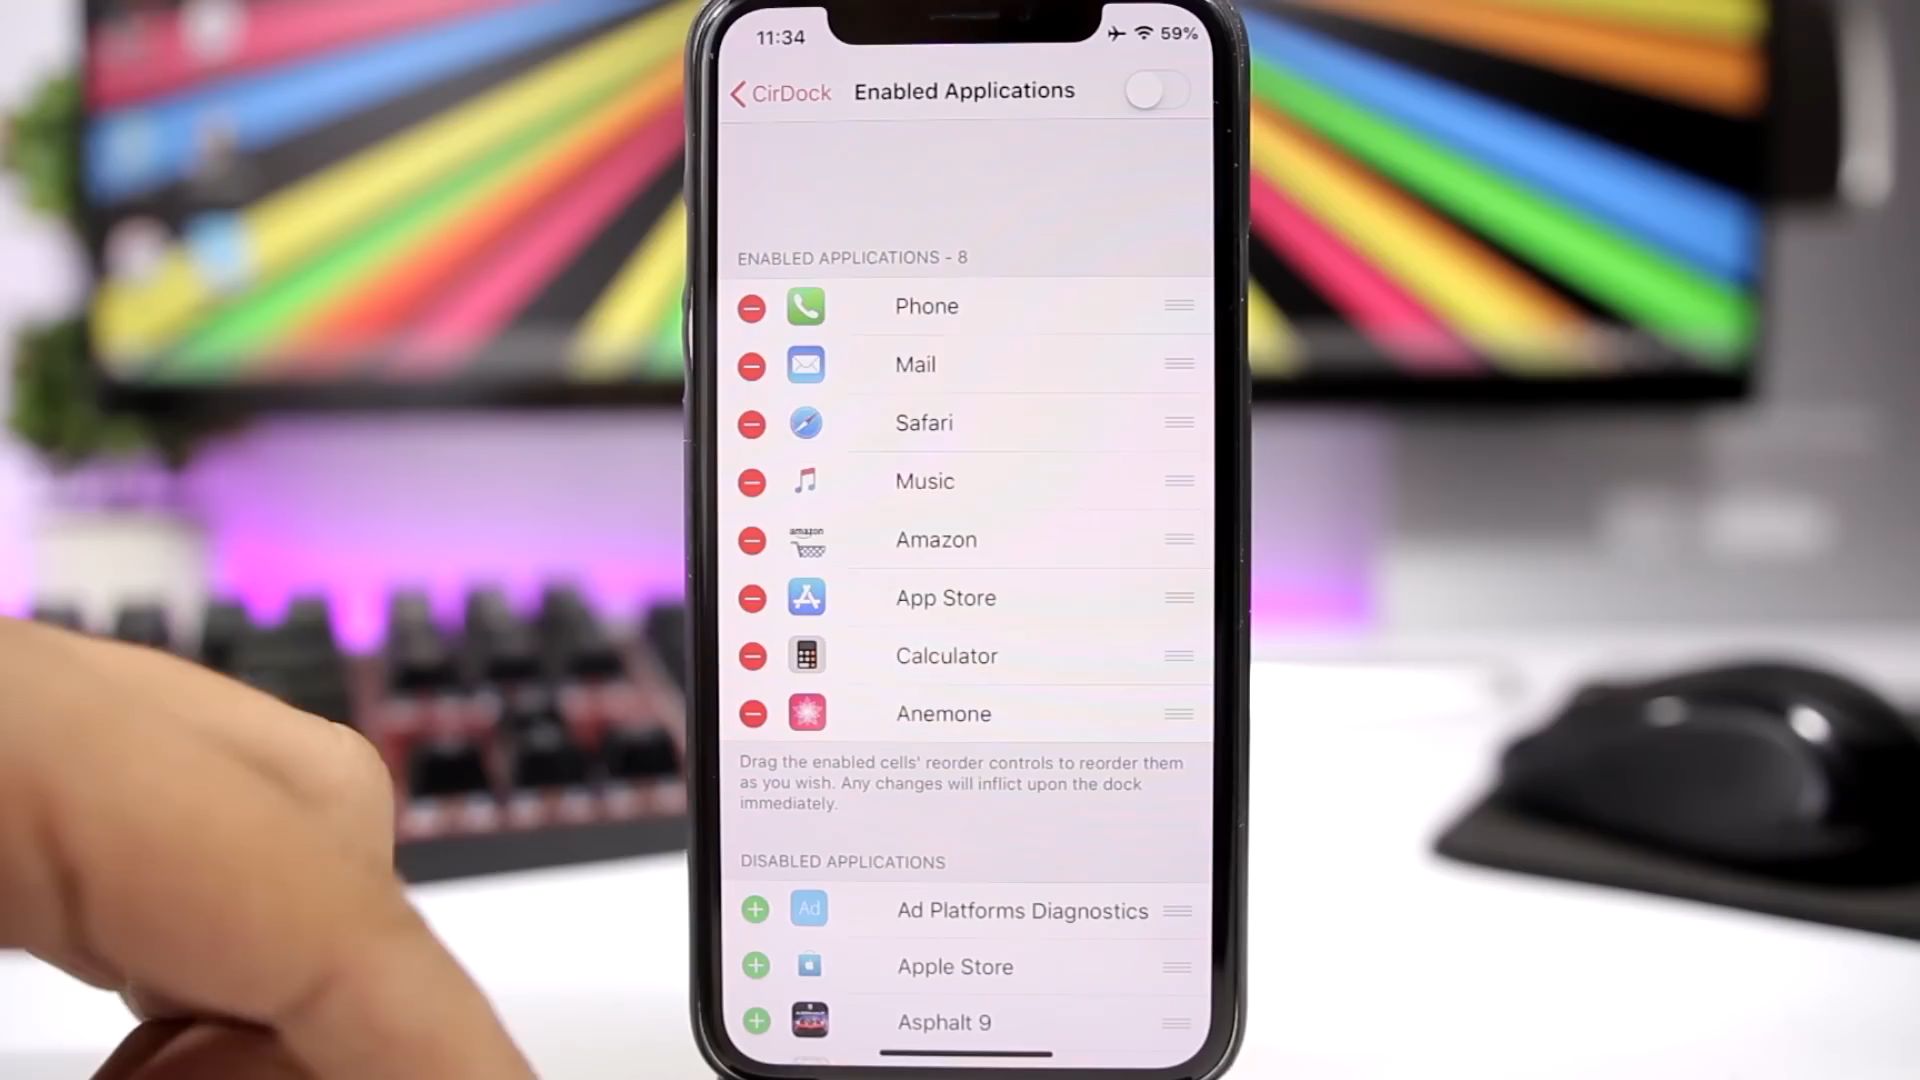 11:34
59%
CirDock
Enabled Applications
ENABLED APPLICATIONS - 8
Phone
Mail
Safari
Music
amazon
Amazon
App Store
Calculator
Anemone
Drag the enabled cells' reorder controls to reorder them
as you wish. Any changes will inflict upon the dock
immediately.
DISABLED APPLICATIONS
Ad
Ad Platforms Diagnostics
Apple Store
Asphalt 9